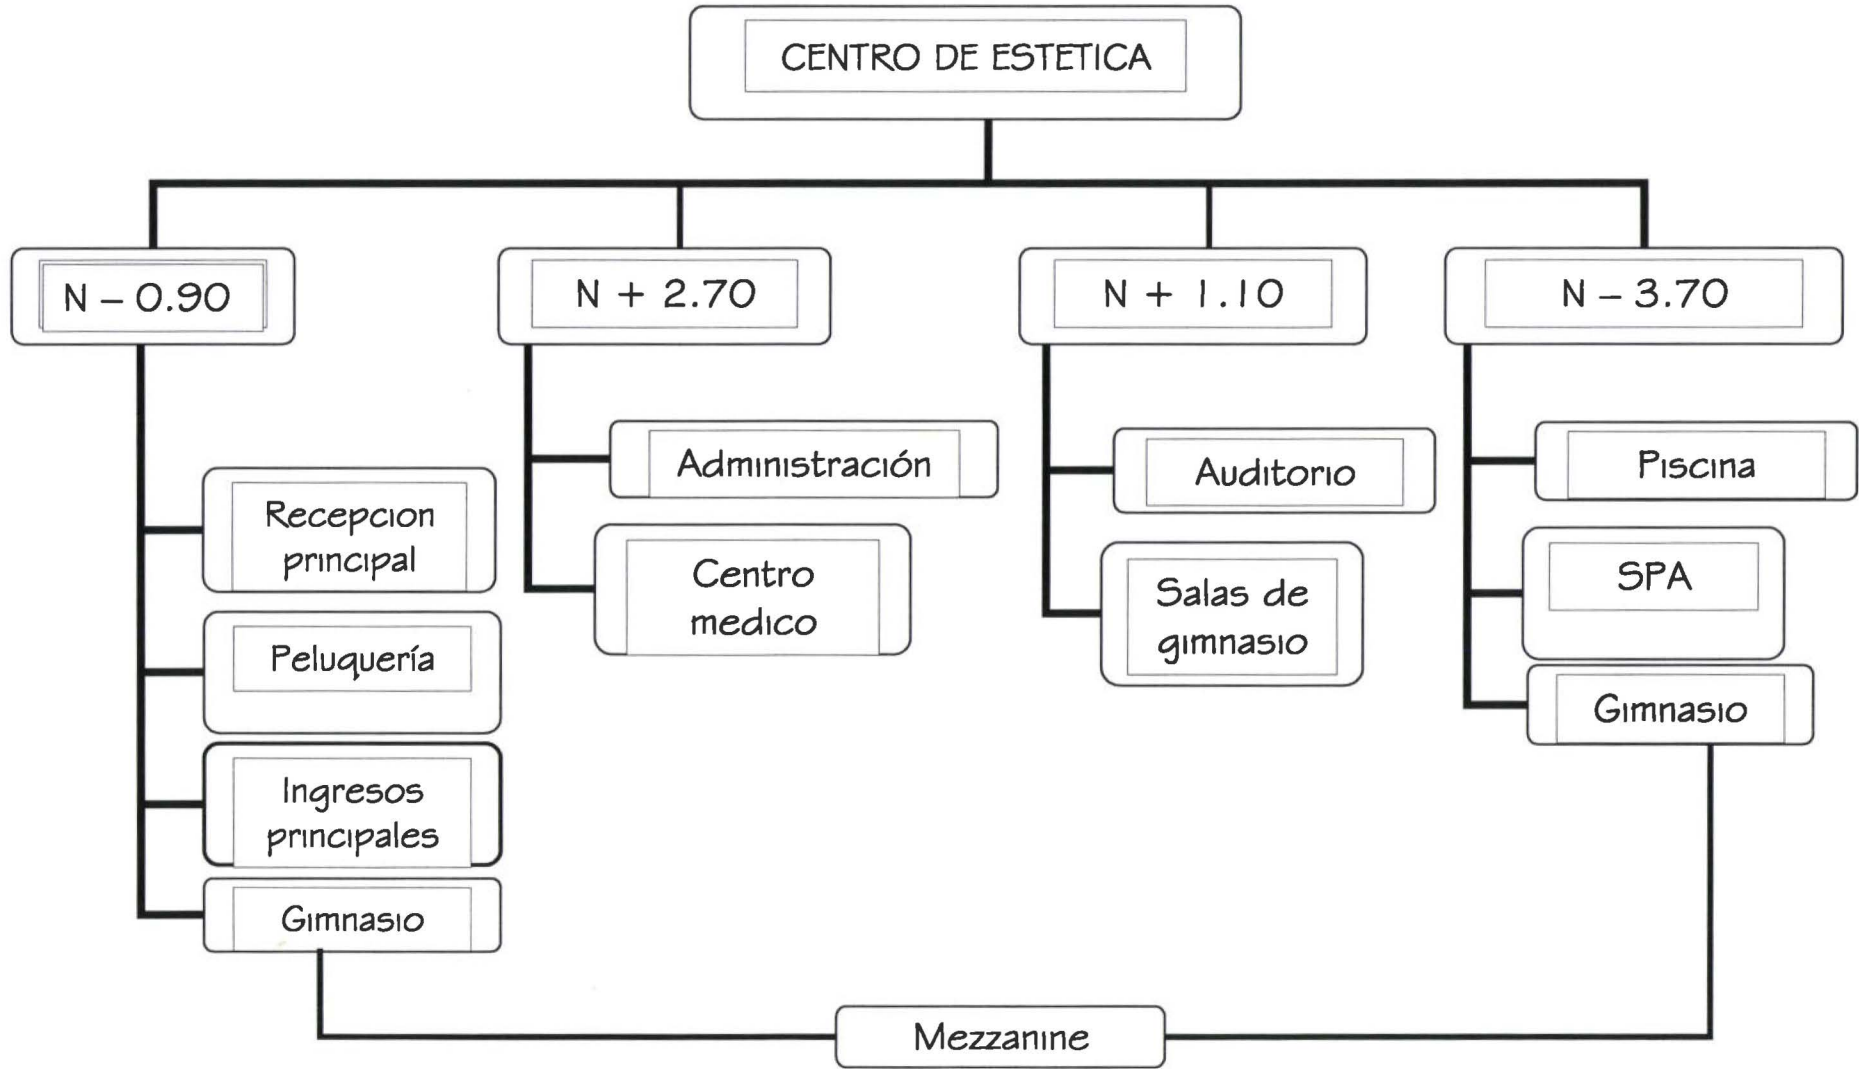 CENTRO DE ESTETICA
N – 0.90
N + 2.70
N + 1.10
N – 3.70
Recepcion
principal
Peluquería
Ingresos
principales
Gimnasio
Administración
Centro
medico
Auditorio
Salas de
gimnasio
Piscina
SPA
Gimnasio
Mezzanine